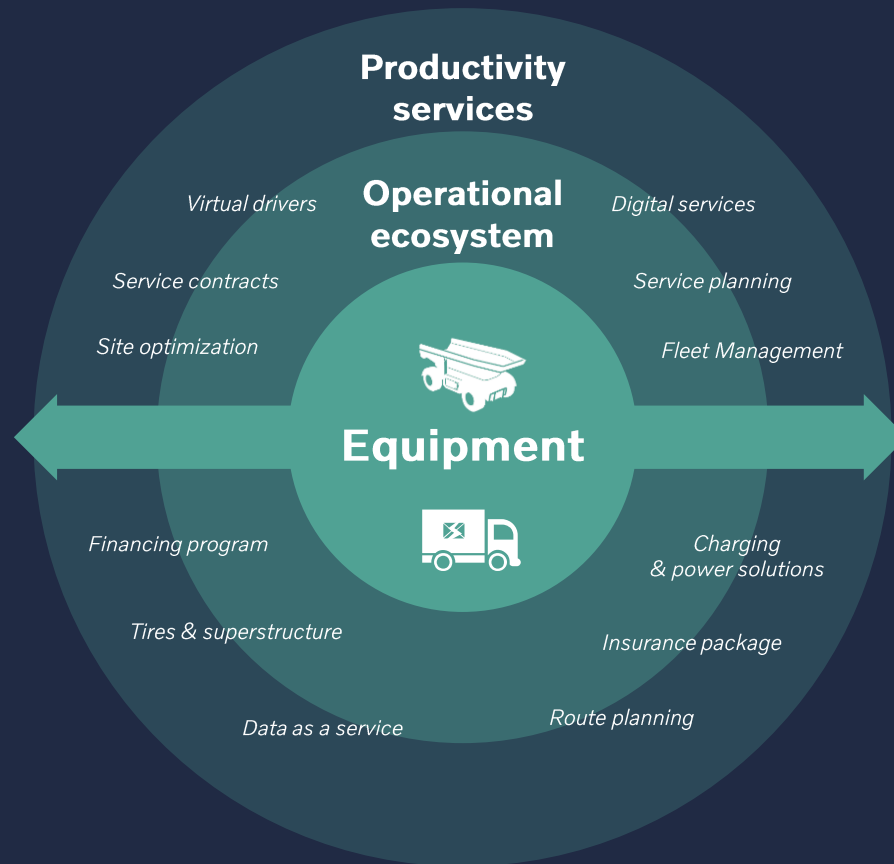 Productivity
services
Operational
ecosystem
Virtual drivers
Digital services
Service contracts
Service planning
Site optimization
Fleet Management
Equipment
Financing program
Charging
& power solutions
Tires & superstructure
Insurance package
Data as a service
Route planning